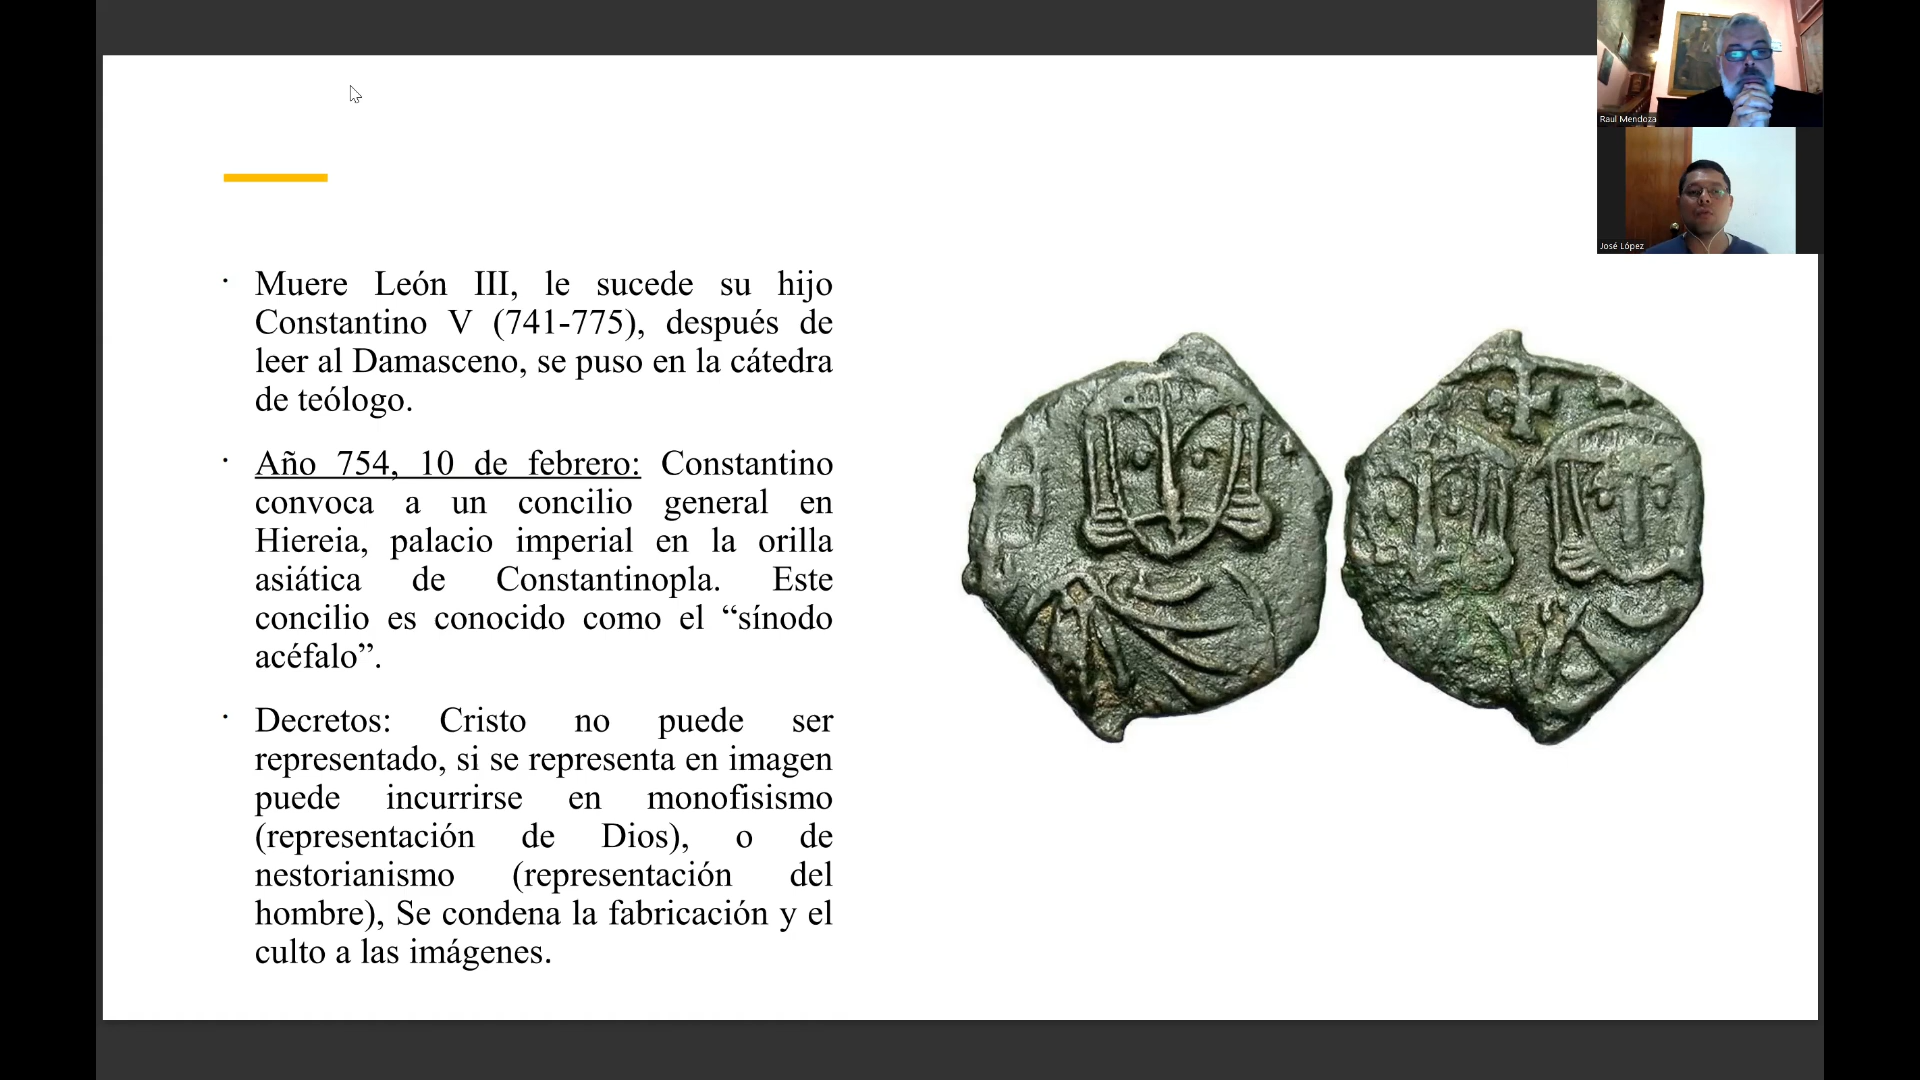 Muere León III, le sucede su hijo
Constantino V (741-775), después de
leer al Damasceno, se puso en la cátedra
de teólogo.
Año 754, 10 de febrero: Constantino
convoca a un concilio general en
Hiereia, palacio imperial en la orilla
asiática de Constantinopla. Este
concilio es conocido como el “sínodo
acéfalo”.
Decretos: Cristo no puede ser
representado, si se representa en imagen
puede incurrirse en monofisismo
(representación de Dios), o de
nestorianismo (representación del
hombre), Se condena la fabricación y el
culto a las imágenes.
Raul Mendoza
José López